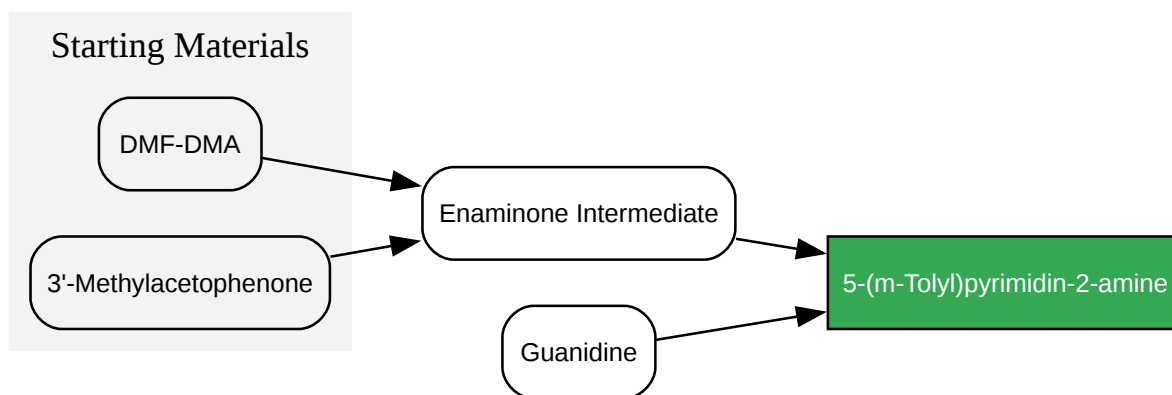 Starting Materials
DMF-DMA
3'-Methylacetophenone
Enaminone Intermediate
Guanidine
5-(m-Tolyl)pyrimidin-2-amine